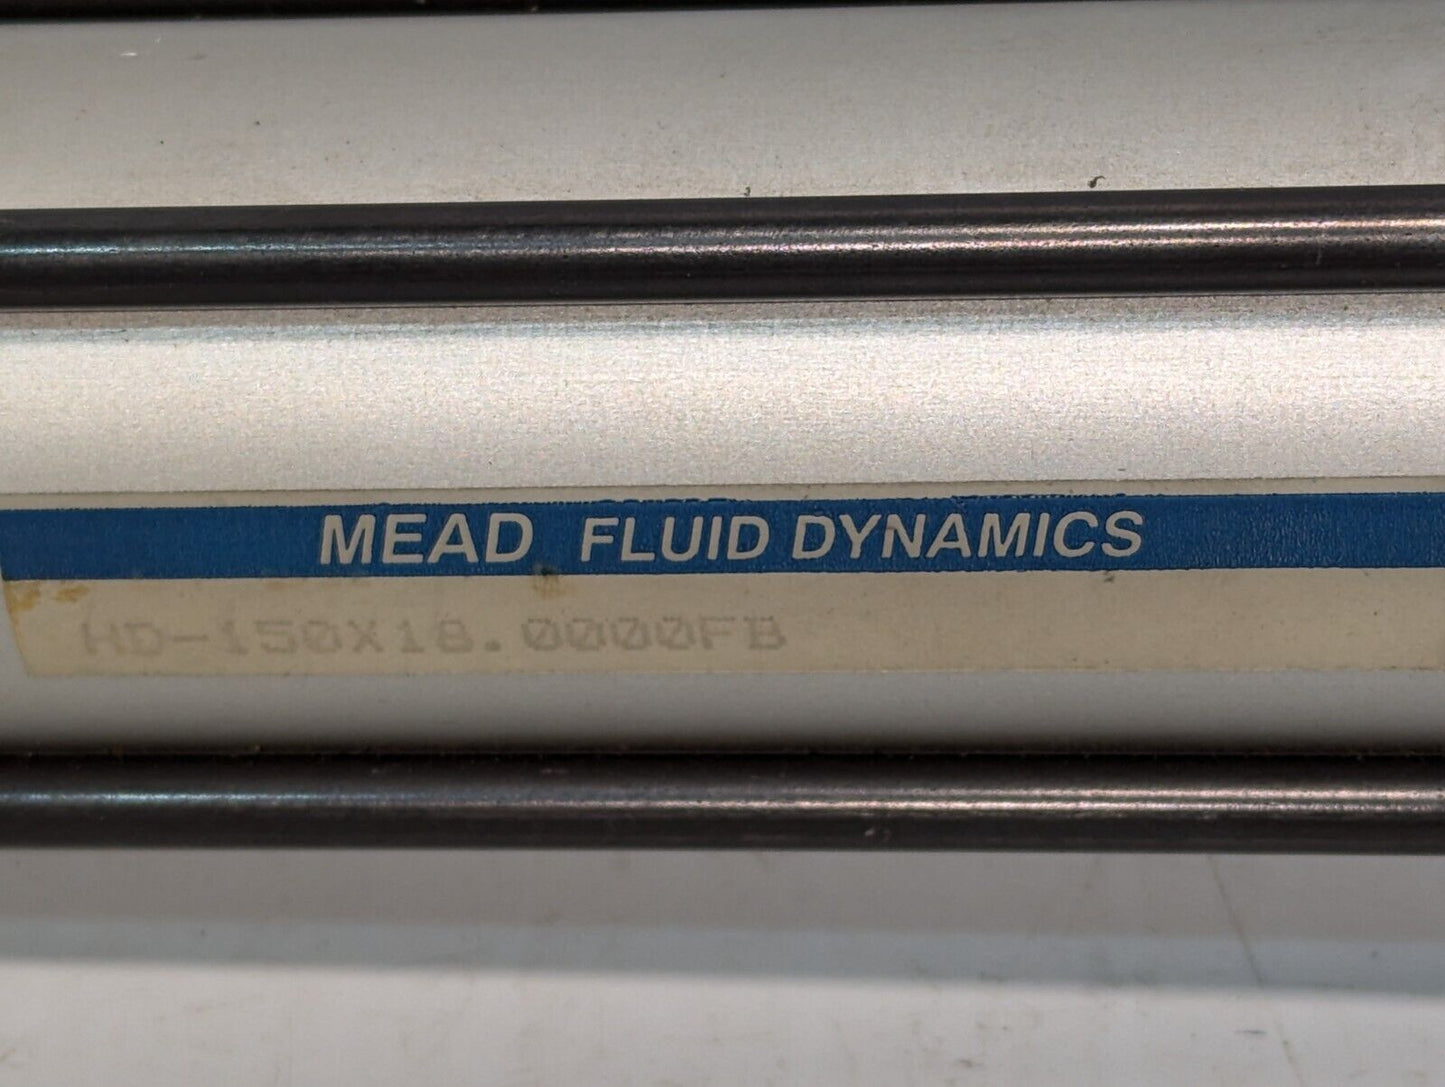 MEAD FLUID DYNAMICS
HD-150X18.0000FB